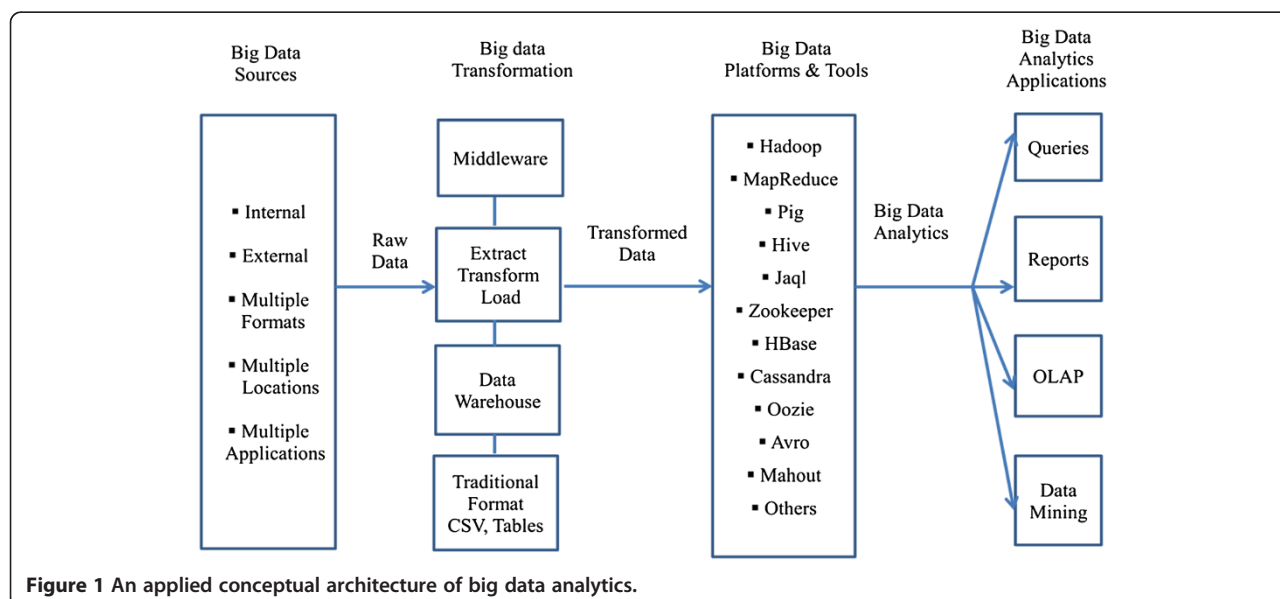 Big Data
Sources
Big data
Transformation
Big Data
Platforms & Tools
Big Data
Analytics
Applications
▪ Internal
▪ External
▪ Multiple
Formats
▪ Multiple
Locations
▪ Multiple
Applications
Raw
Data
Middleware
Extract
Transform
Load
Data
Warehouse
Traditional
Format
CSV, Tables
Transformed
Data
▪ Hadoop
▪ MapReduce
▪ Pig
▪ Hive
▪ Jaql
▪ Zookeeper
▪ HBase
▪ Cassandra
▪ Oozie
▪ Avro
▪ Mahout
▪ Others
Big Data
Analytics
Queries
Reports
OLAP
Data
Mining
Figure 1 An applied conceptual architecture of big data analytics.